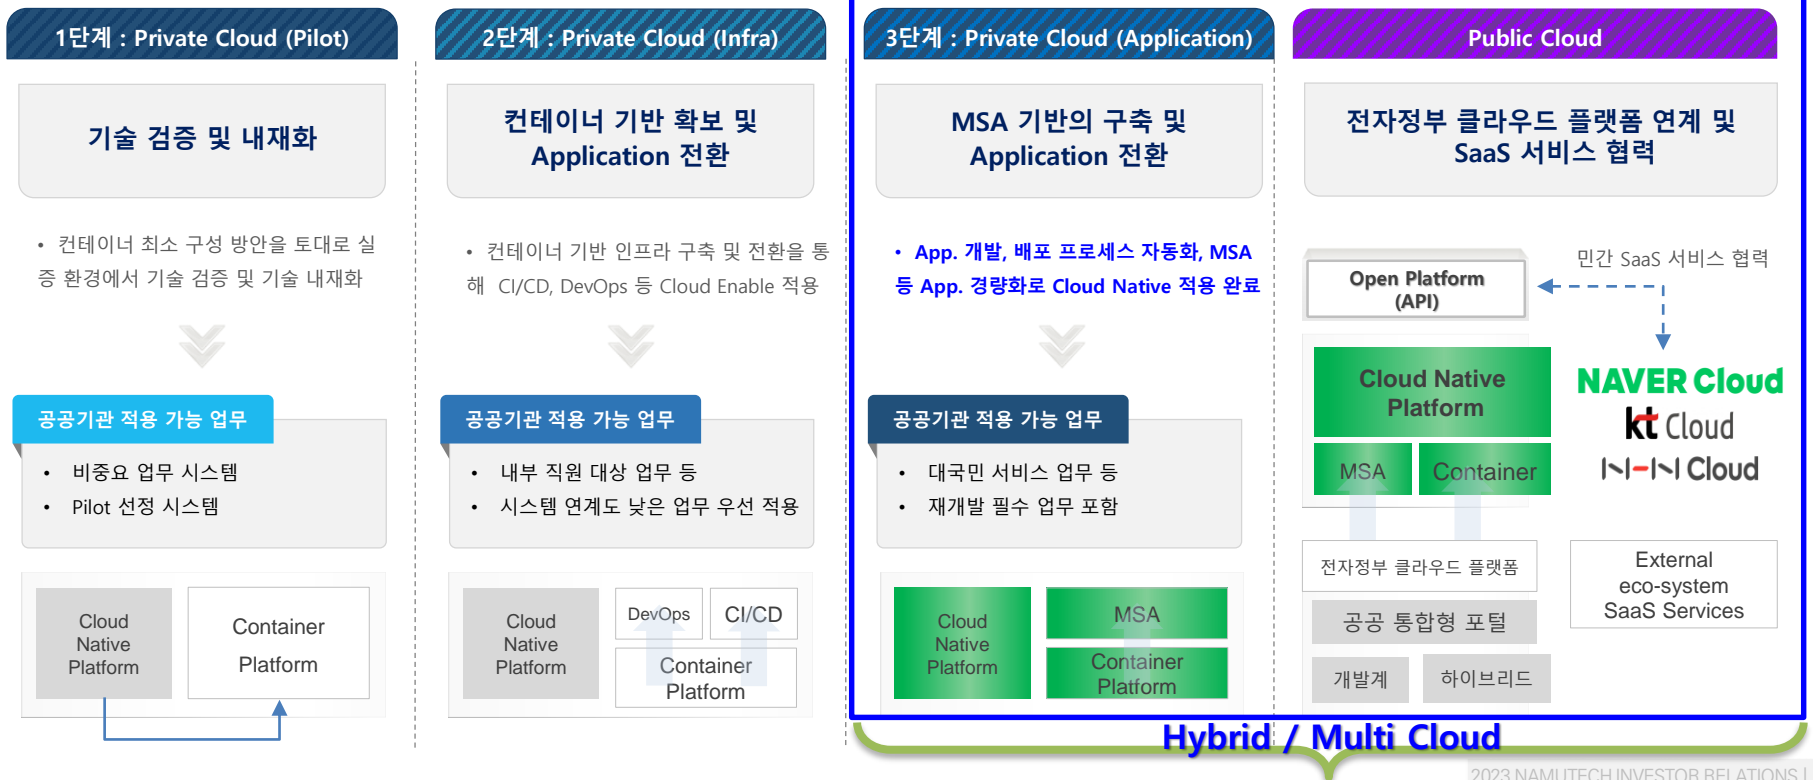 1단계 : Private Cloud (Pilot)
기술 검증 및 내재화
• 컨테이너 최소 구성 방안을 토대로 실
증 환경에서 기술 검증 및 기술 내재화
공공기관 적용 가능 업무
• 비중요 업무 시스템
• Pilot 선정 시스템
Cloud
Native
Platform
Container
Platform
2단계 : Private Cloud (Infra)
컨테이너 기반 확보 및
Application 전환
• 컨테이너 기반 인프라 구축 및 전환을 통
해 CI/CD, DevOps 등 Cloud Enable 적용
공공기관 적용 가능 업무
• 내부 직원 대상 업무 등
• 시스템 연계도 낮은 업무 우선 적용
Cloud
Native
Platform
DevOps
CI/CD
Container
Platform
3단계 : Private Cloud (Application)
MSA 기반의 구축 및
Application 전환
• App. 개발, 배포 프로세스 자동화, MSA
등 App. 경량화로 Cloud Native 적용 완료
공공기관 적용 가능 업무
• 대국민 서비스 업무 등
• 재개발 필수 업무 포함
Cloud
Native
Platform
MSA
Container
Platform
Public Cloud
전자정부 클라우드 플랫폼 연계 및
SaaS 서비스 협력
Open Platform
(API)
민간 SaaS 서비스 협력
Cloud Native
Platform
MSA
Container
NAVER Cloud
kt Cloud
NHN Cloud
전자정부 클라우드 플랫폼
공공 통합형 포털
개발계
하이브리드
External
eco-system
SaaS Services
Hybrid / Multi Cloud
2023 NAMUTECH INVESTOR RELATIONS |